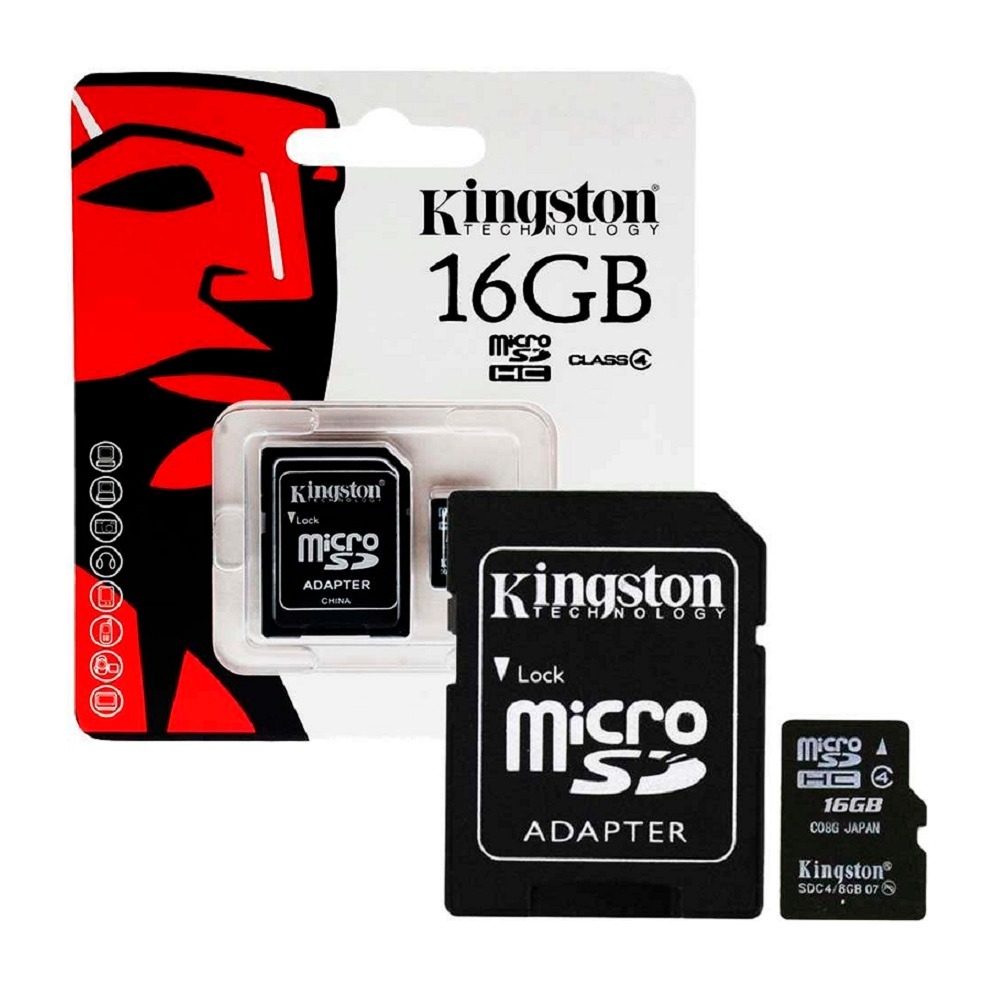 Kingston®
TECHNOLOGY
16GB
micro
SD
HC
CLASS 4
Kingston
TECHNOLOGY
Lock
micro
SD
ADAPTER
CHINA
Kingston
TECHNOLOGY
Lock
micro
SD
ADAPTER
micro
SD
HC 4
16GB
C08G JAPAN
Kingston®
SDC4/8GB 07